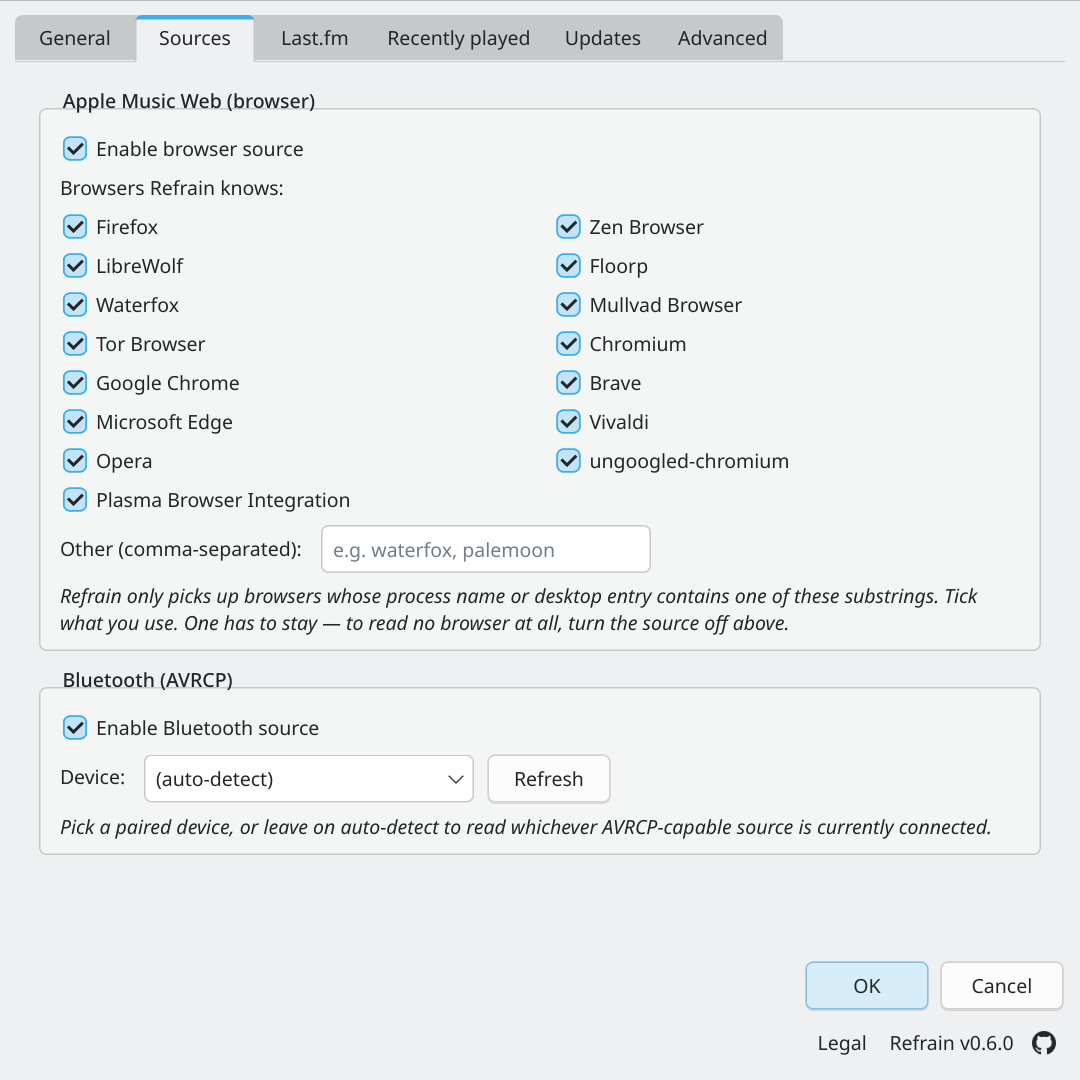 General Sources Last.fm Recently played Updates Advanced
Apple Music Web (browser)
Enable browser source
Browsers Refrain knows:
Firefox Zen Browser
LibreWolf Floorp
Waterfox Mullvad Browser
Tor Browser Chromium
Google Chrome Brave
Microsoft Edge Vivaldi
Opera ungoogled-chromium
Plasma Browser Integration
Other (comma-separated): e.g. waterfox, palemoon
Refrain only picks up browsers whose process name or desktop entry contains one of these substrings. Tick
what you use. One has to stay — to read no browser at all, turn the source off above.
Bluetooth (AVRCP)
Enable Bluetooth source
Device: (auto-detect) Refresh
Pick a paired device, or leave on auto-detect to read whichever AVRCP-capable source is currently connected.
OK Cancel
Legal Refrain v0.6.0